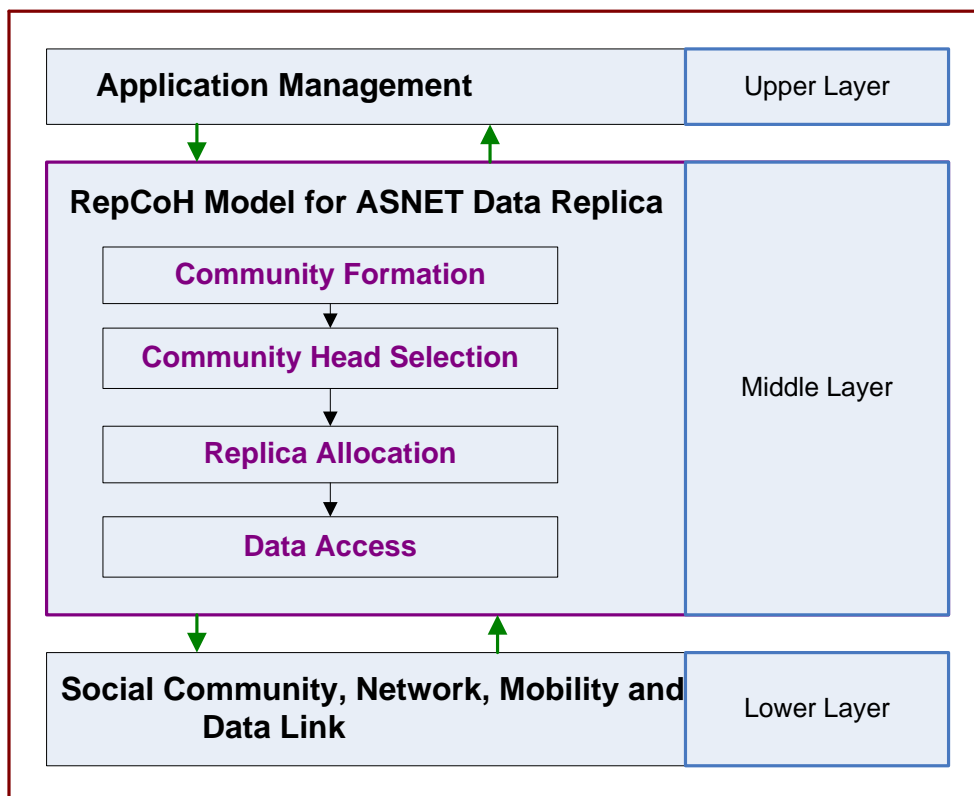 Application Management
Upper Layer
RepCoH Model for ASNET Data Replica
Community Formation
Community Head Selection
Replica Allocation
Data Access
Middle Layer
Social Community, Network, Mobility and
Data Link
Lower Layer